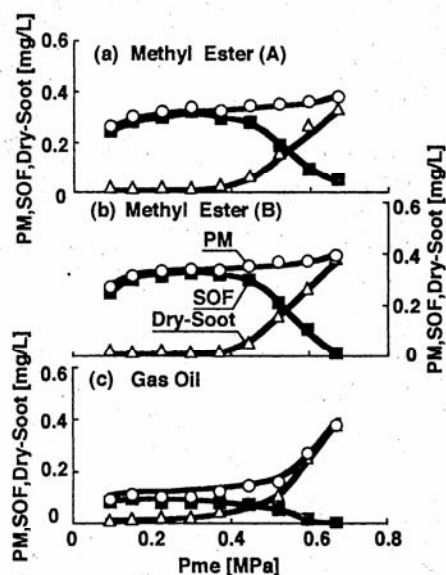 0.6
(a) Methyl Ester (A)
0.4
0.2
0
PM,SOF,Dry-Soot [mg/L]
(b) Methyl Ester (B)
0.6
PM
0.4
SOF
0.2
Dry-Soot
0
PM,SOF,Dry-Soot [mg/L]
0.6
(c) Gas Oil
0.4
0.2
0
PM,SOF,Dry-Soot [mg/L]
0 0.2 0.4 0.6 0.8
Pme [MPa]